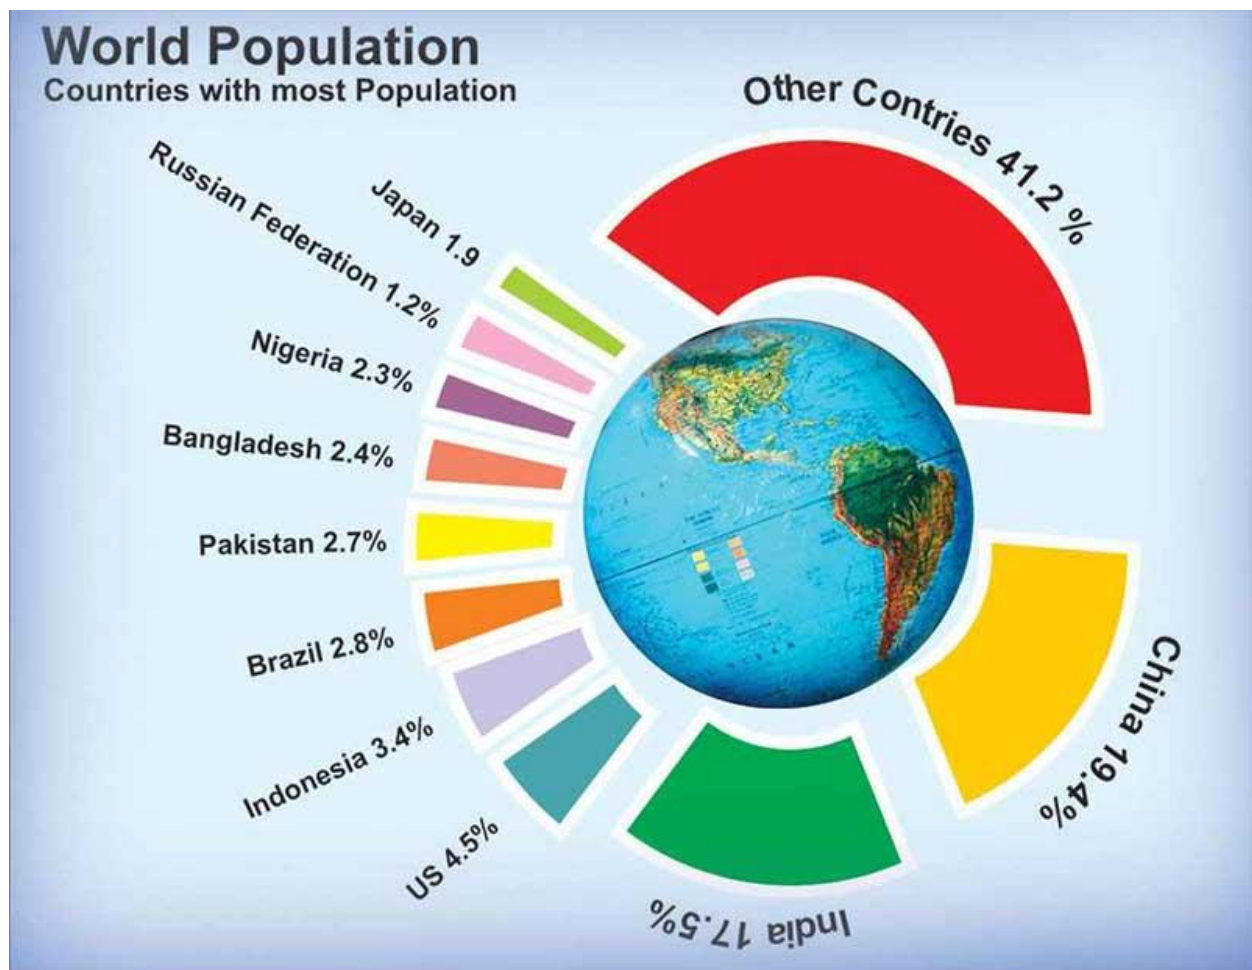 World Population
Countries with most Population
Other Contries 41.2 %
China 19.4%
India 17.5%
US 4.5%
Indonesia 3.4%
Brazil 2.8%
Pakistan 2.7%
Bangladesh 2.4%
Nigeria 2.3%
Russian Federation 1.2%
Japan 1.9